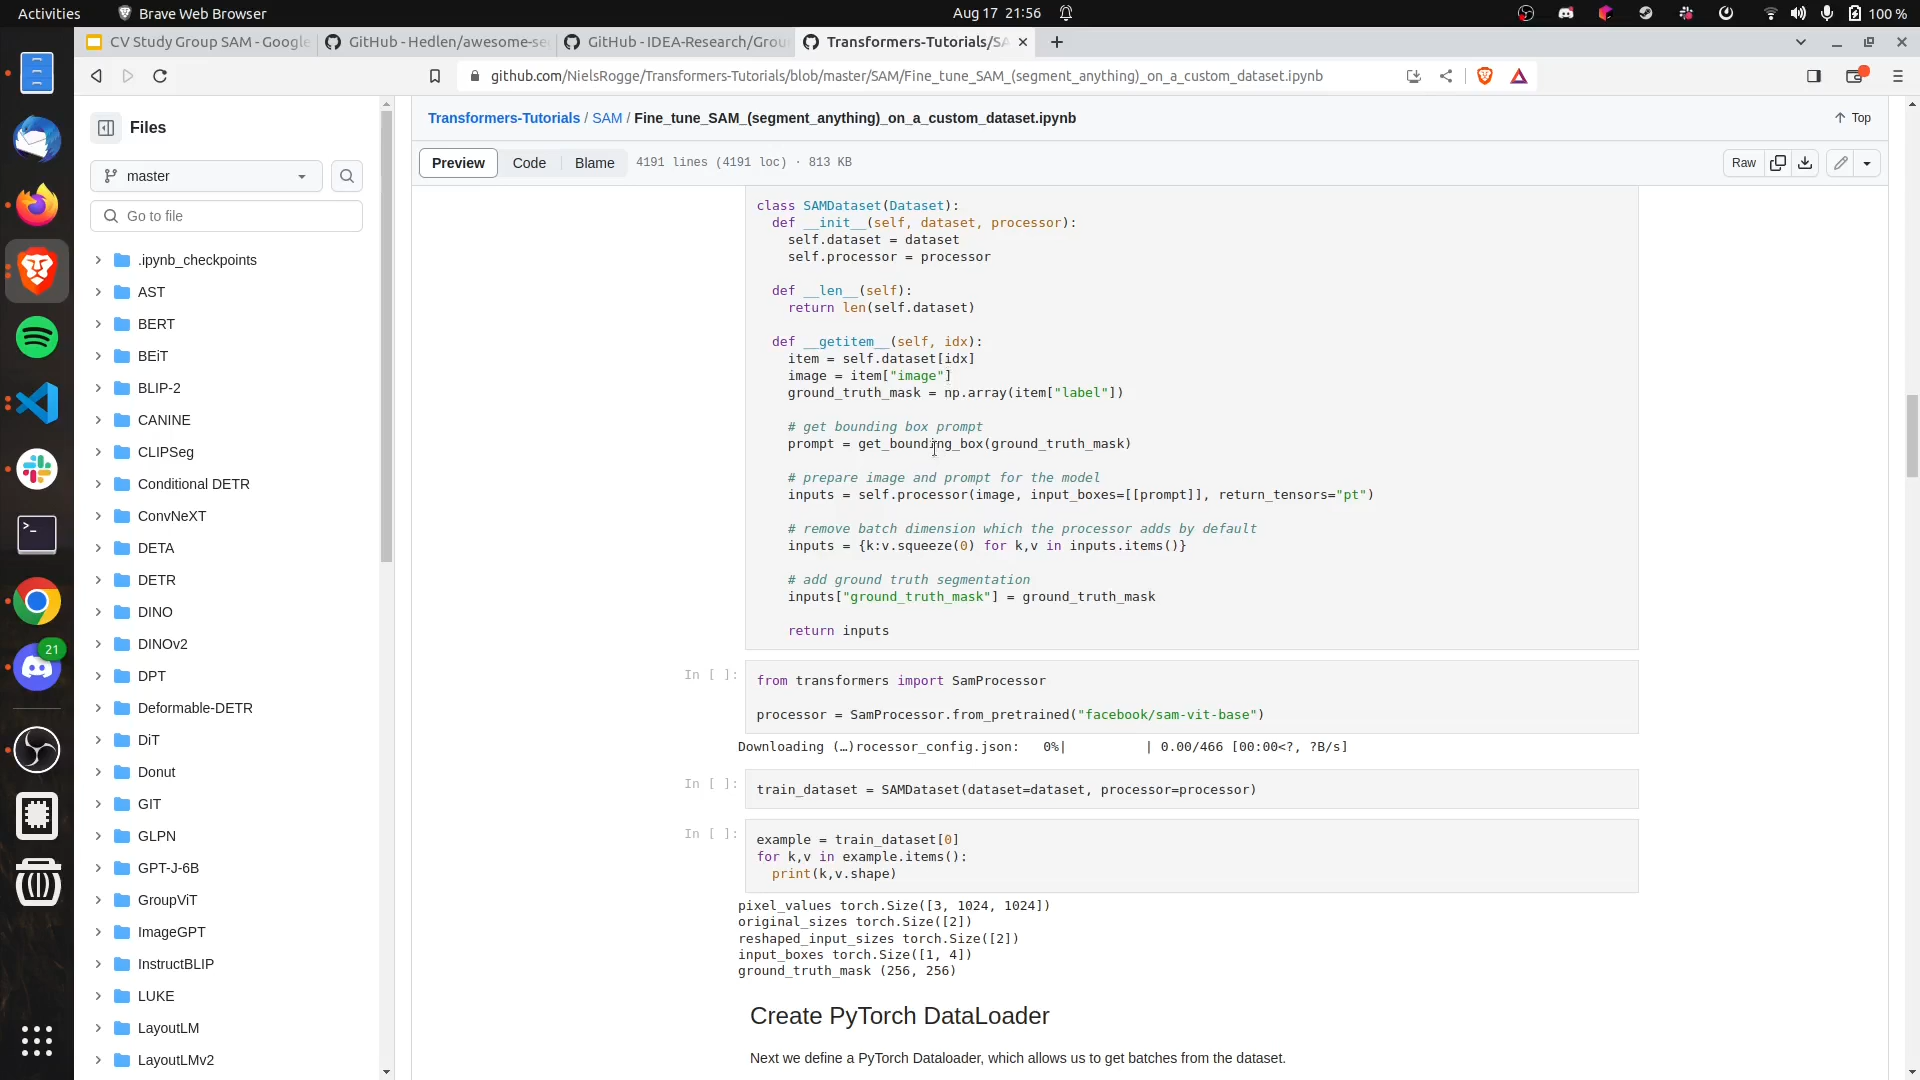 Activities
Brave Web Browser
Aug 17 21:56
100 %
CV Study Group SAM - Google
GitHub - Hedlen/awesome-se
GitHub - IDEA-Research/Grou
Transformers-Tutorials/SA
github.com/NielsRogge/Transformers-Tutorials/blob/master/SAM/Fine_tune_SAM_(segment_anything)_on_a_custom_dataset.ipynb
Files
master
Go to file
.ipynb_checkpoints
AST
BERT
BEiT
BLIP-2
CANINE
CLIPSeg
Conditional DETR
ConvNeXT
DETA
DETR
DINO
DINOv2
DPT
Deformable-DETR
DiT
Donut
GIT
GLPN
GPT-J-6B
GroupViT
ImageGPT
InstructBLIP
LUKE
LayoutLM
LayoutLMv2
21
Transformers-Tutorials / SAM / Fine_tune_SAM_(segment_anything)_on_a_custom_dataset.ipynb
Top
Preview
Code
Blame
4191 lines (4191 loc) · 813 KB
Raw
class SAMDataset(Dataset):
def __init__(self, dataset, processor):
self.dataset = dataset
self.processor = processor
def __len__(self):
return len(self.dataset)
def __getitem__(self, idx):
item = self.dataset[idx]
image = item["image"]
ground_truth_mask = np.array(item["label"])
# get bounding box prompt
prompt = get_bounding_box(ground_truth_mask)
# prepare image and prompt for the model
inputs = self.processor(image, input_boxes=[[prompt]], return_tensors="pt")
# remove batch dimension which the processor adds by default
inputs = {k:v.squeeze(0) for k,v in inputs.items()}
# add ground truth segmentation
inputs["ground_truth_mask"] = ground_truth_mask
return inputs
In [ ]:
from transformers import SamProcessor
processor = SamProcessor.from_pretrained("facebook/sam-vit-base")
Downloading (…)rocessor_config.json:   0%|          | 0.00/466 [00:00<?, ?B/s]
In [ ]:
train_dataset = SAMDataset(dataset=dataset, processor=processor)
In [ ]:
example = train_dataset[0]
for k,v in example.items():
print(k,v.shape)
pixel_values torch.Size([3, 1024, 1024])
original_sizes torch.Size([2])
reshaped_input_sizes torch.Size([2])
input_boxes torch.Size([1, 4])
ground_truth_mask (256, 256)
Create PyTorch DataLoader
Next we define a PyTorch Dataloader, which allows us to get batches from the dataset.